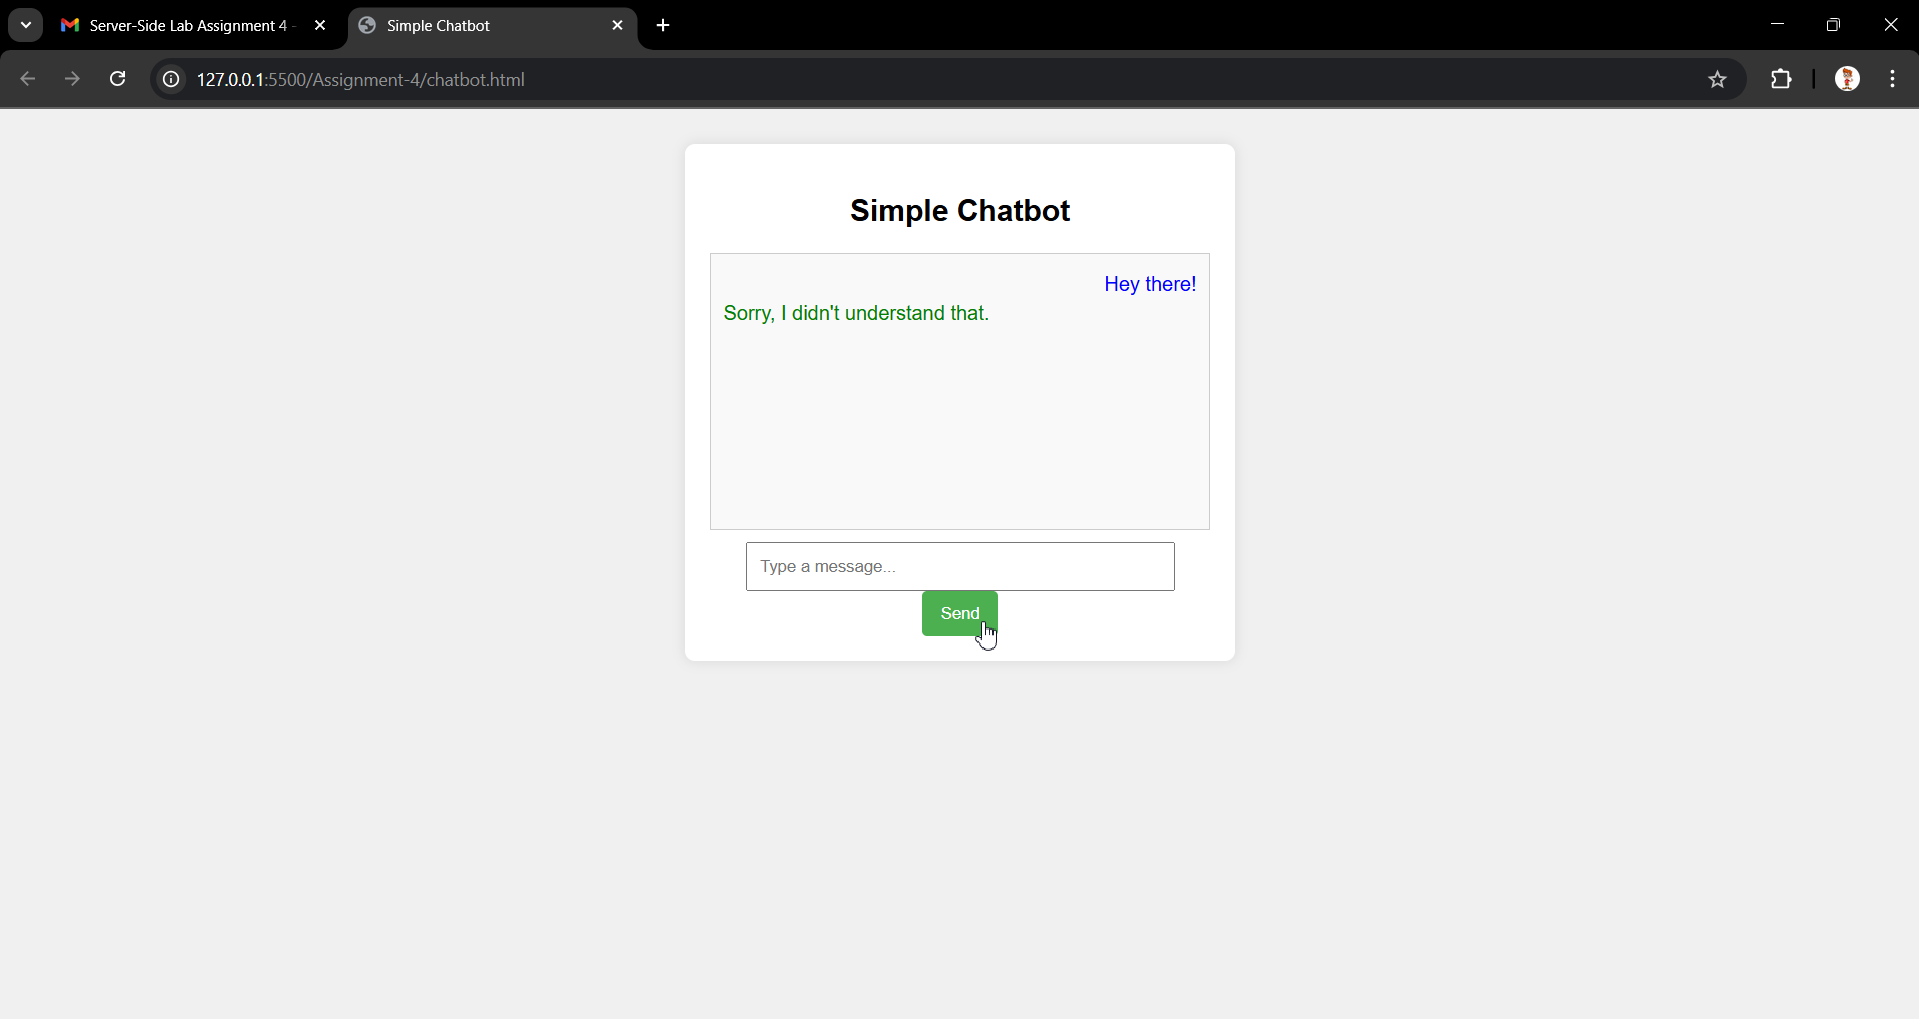 Server-Side Lab Assignment 4 -
Simple Chatbot
127.0.0.1:5500/Assignment-4/chatbot.html
Simple Chatbot
Hey there!
Sorry, I didn't understand that.
Type a message...
Send